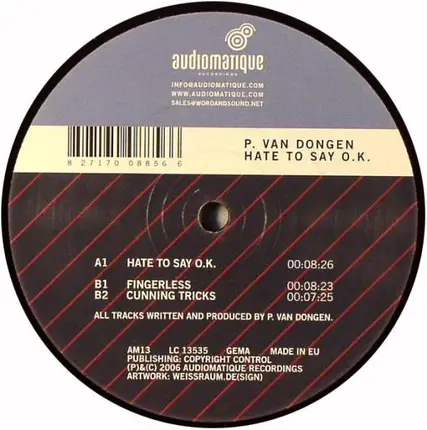 audiomatique
RECORDINGS
INFO@AUDIOMATIQUE.COM
WWW.AUDIOMATIQUE.COM
SALES@WORDANDSOUND.NET
8 27170 08856 6
P. VAN DONGEN
HATE TO SAY O.K.
A1 HATE TO SAY O.K. 00:08:26
B1 FINGERLESS 00:08:23
B2 CUNNING TRICKS 00:07:25
ALL TRACKS WRITTEN AND PRODUCED BY P. VAN DONGEN.
AM13 LC 13535 GEMA MADE IN EU
PUBLISHING: COPYRIGHT CONTROL
(P)&(C) 2006 AUDIOMATIQUE RECORDINGS
ARTWORK: WEISSRAUM.DE(SIGN)